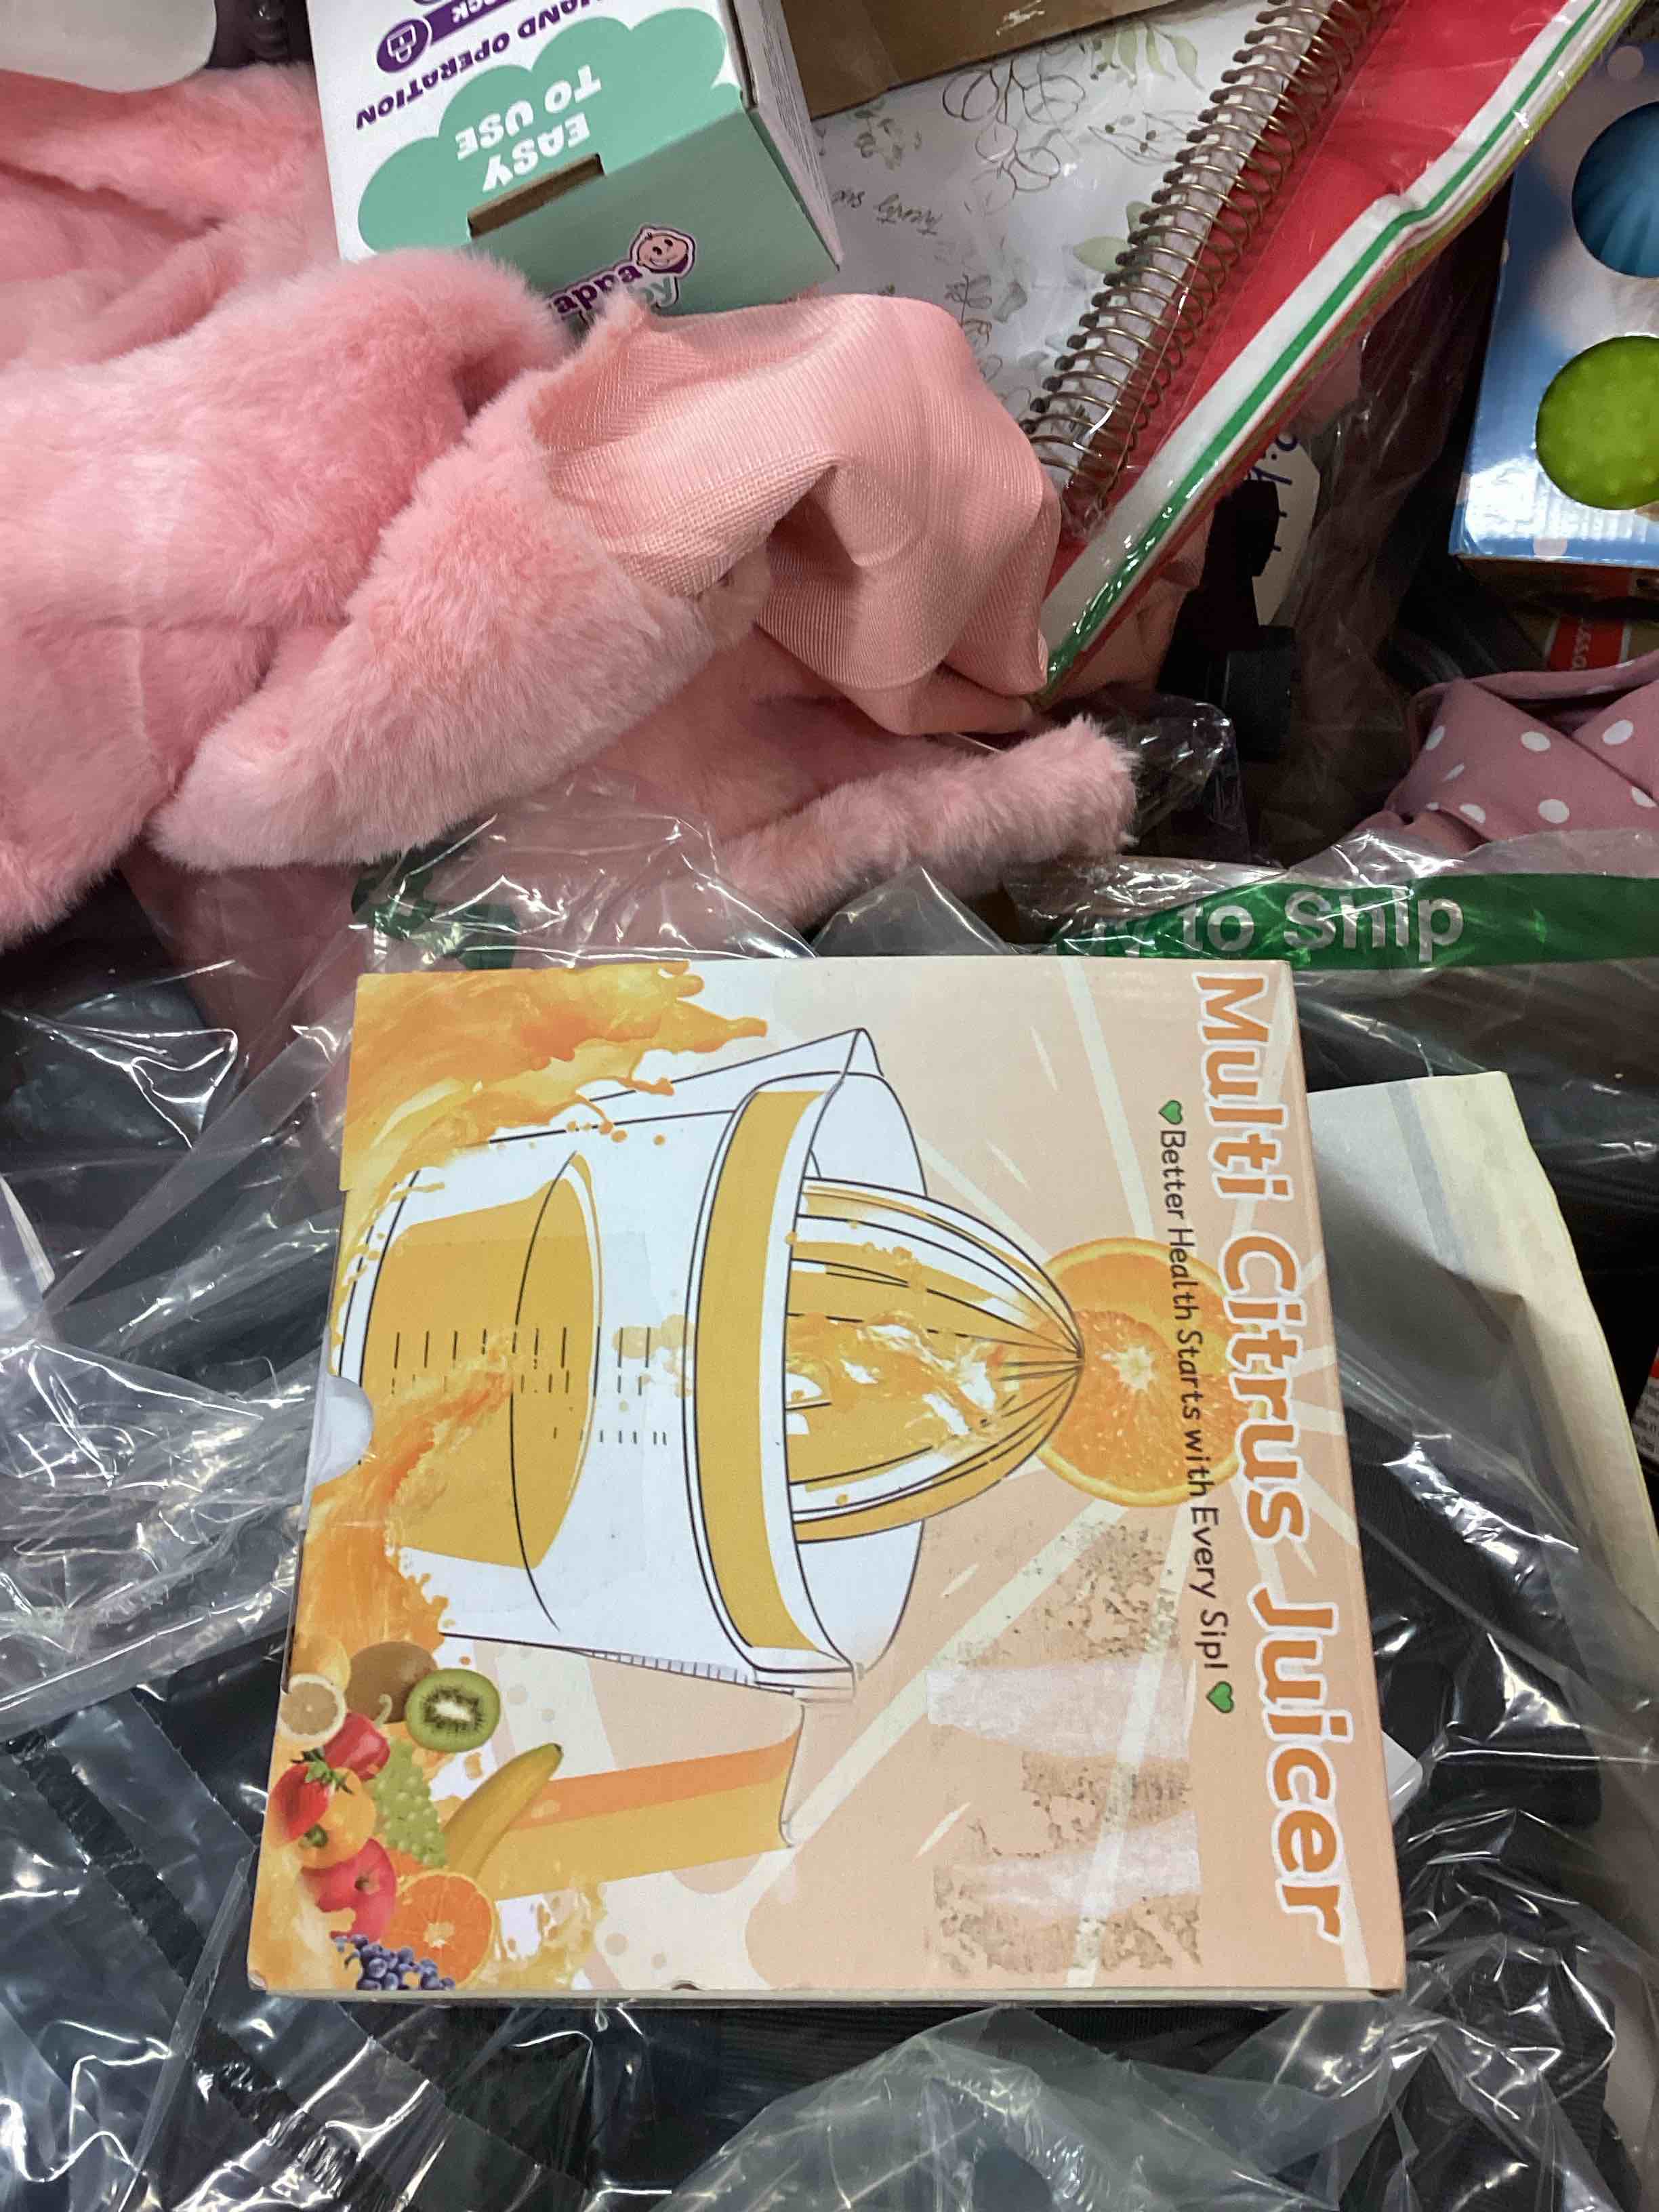 HAND OPERATION
EASY
TO USE
to Ship
Multi Citrus Juicer
Better Health Starts with Every Sip!